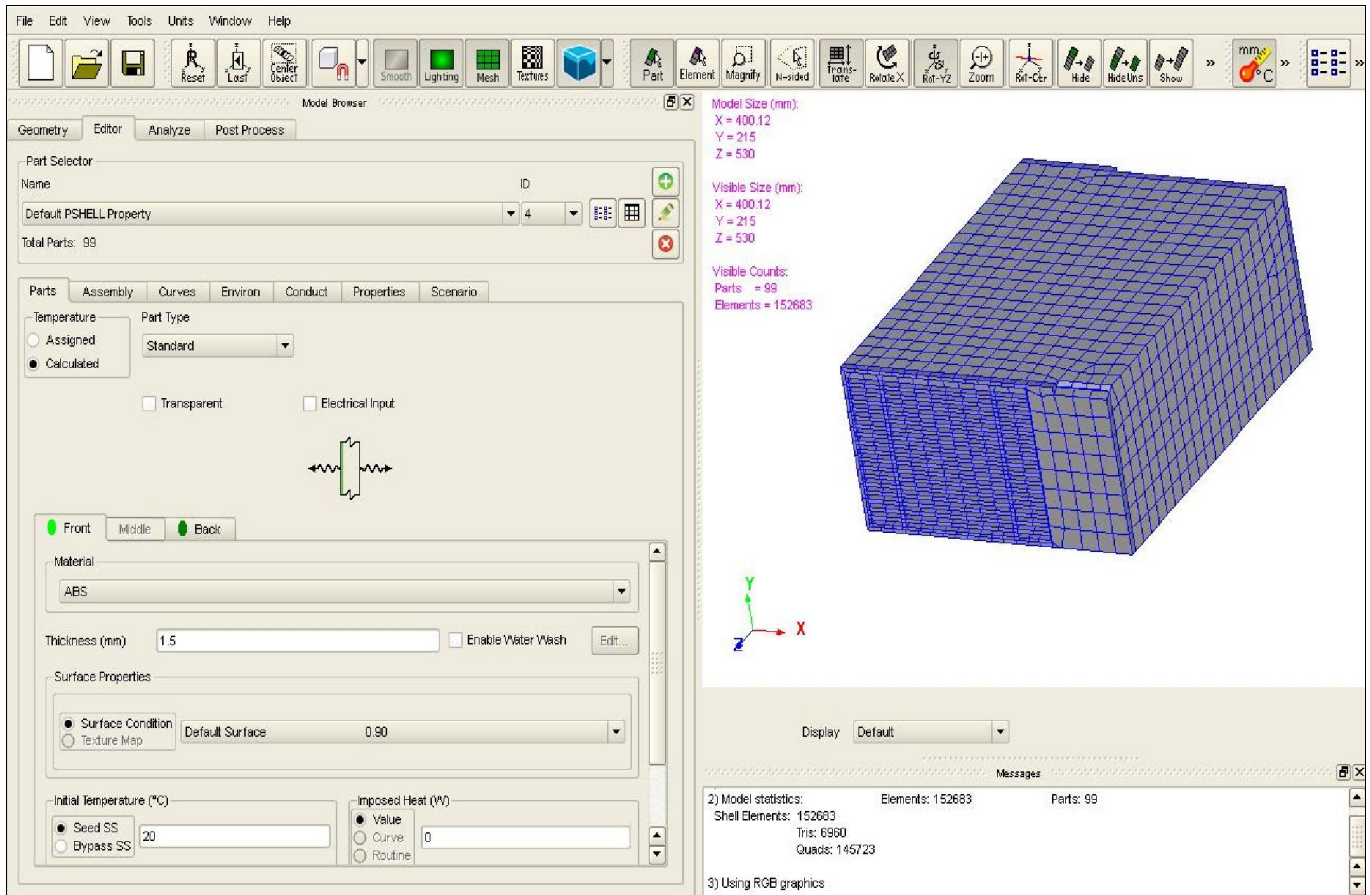 File Edit View Tools Units Window Help
Reset Last Center Object Smooth Lighting Mesh Textures Part Element Magnify N-sided Trans-late RotateX Rot-YZ Zoom Rot-Ctr Hide HideUns Show » mm °C » »
Model Browser
Geometry Editor Analyze Post Process
Part Selector
Name ID
Default PSHELL Property 4
Total Parts: 99
Parts Assembly Curves Environ Conduct Properties Scenario
Temperature Part Type
Assigned
Standard
Calculated
Transparent Electrical Input
Front Middle Back
Material
ABS
Thickness (mm) 1.5 Enable Water Wash Edit...
Surface Properties
Surface Condition
Texture Map
Default Surface 0.90
Initial Temperature (°C)
Seed SS
Bypass SS
20
Imposed Heat (W)
Value
Curve
Routine
0
Model Size (mm):
X = 400.12
Y = 215
Z = 530
Visible Size (mm):
X = 400.12
Y = 215
Z = 530
Visible Counts:
Parts = 99
Elements = 152683
Y
X
Z
Display Default
Messages
2) Model statistics: Elements: 152683 Parts: 99
Shell Elements: 152683
Tris: 6960
Quads: 145723
3) Using RGB graphics